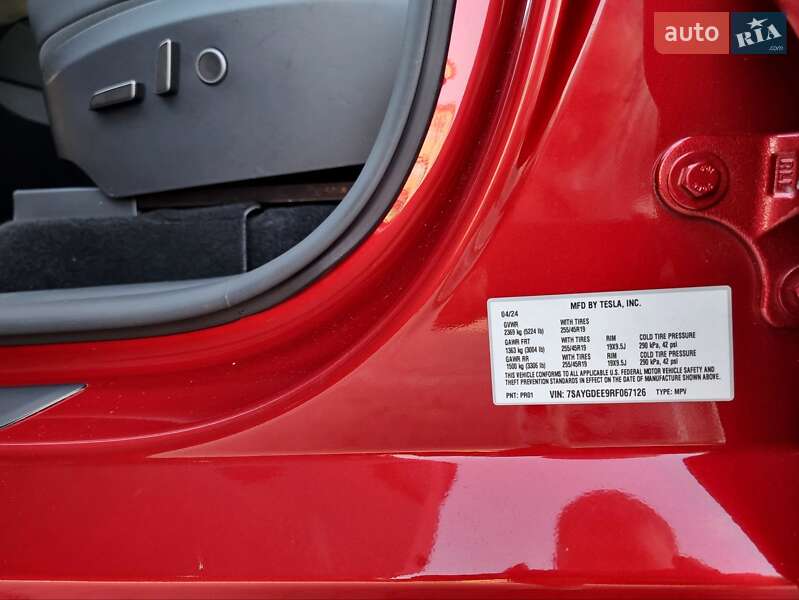 auto RIA.com
RLT
MFD BY TESLA, INC.
04/24
GVWR WITH TIRES
2369 kg (5224 lb) 255/45R19
GAWR FRT WITH TIRES RIM COLD TIRE PRESSURE
1363 kg (3004 lb) 255/45R19 19X9.5J 290 kPa, 42 psi
GAWR RR WITH TIRES RIM COLD TIRE PRESSURE
1500 kg (3306 lb) 255/45R19 19X9.5J 290 kPa, 42 psi
THIS VEHICLE CONFORMS TO ALL APPLICABLE U.S. FEDERAL MOTOR VEHICLE SAFETY AND
THEFT PREVENTION STANDARDS IN EFFECT ON THE DATE OF MANUFACTURE SHOWN ABOVE.
PNT: PR01 VIN: 7SAYGDEE9RF067126 TYPE: MPV